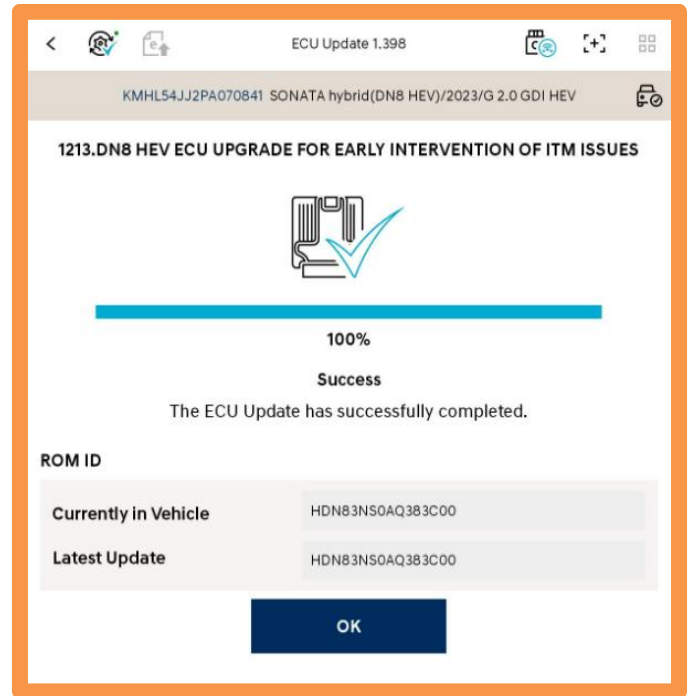 ECU Update 1.398
KMHL54JJ2PA070841 SONATA hybrid(DN8 HEV)/2023/G 2.0 GDI HEV
1213.DN8 HEV ECU UPGRADE FOR EARLY INTERVENTION OF ITM ISSUES
100%
Success
The ECU Update has successfully completed.
ROM ID
Currently in Vehicle HDN83NS0AQ383C00
Latest Update HDN83NS0AQ383C00
OK